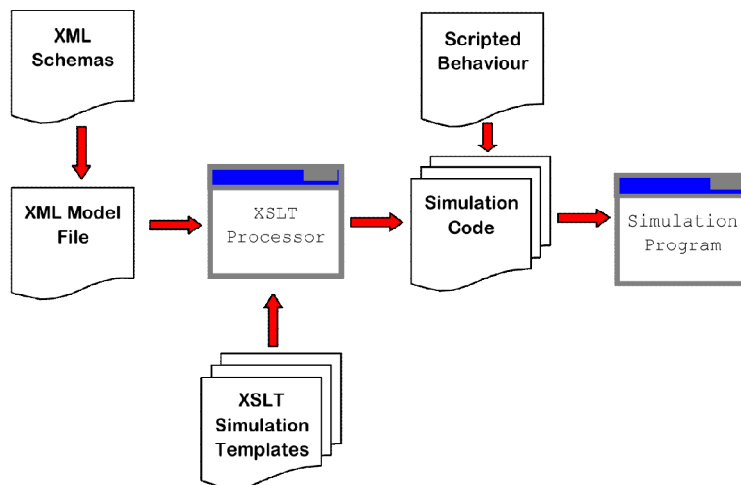 XML
Schemas
Scripted
Behaviour
XML Model
File
XSLT
Processor
Simulation
Code
Simulation
Program
XSLT
Simulation
Templates